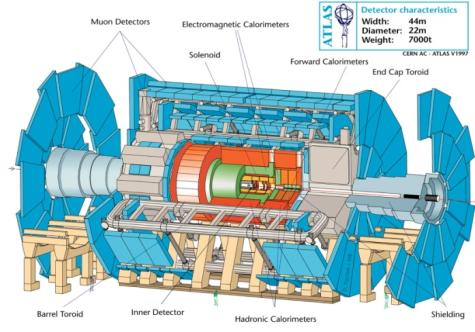 ATLAS
Detector characteristics
Width: 44m
Diameter: 22m
Weight: 7000t
CERN AC - ATLAS V1997
Muon Detectors
Electromagnetic Calorimeters
Solenoid
Forward Calorimeters
End Cap Toroid
Barrel Toroid
Inner Detector
Hadronic Calorimeters
Shielding